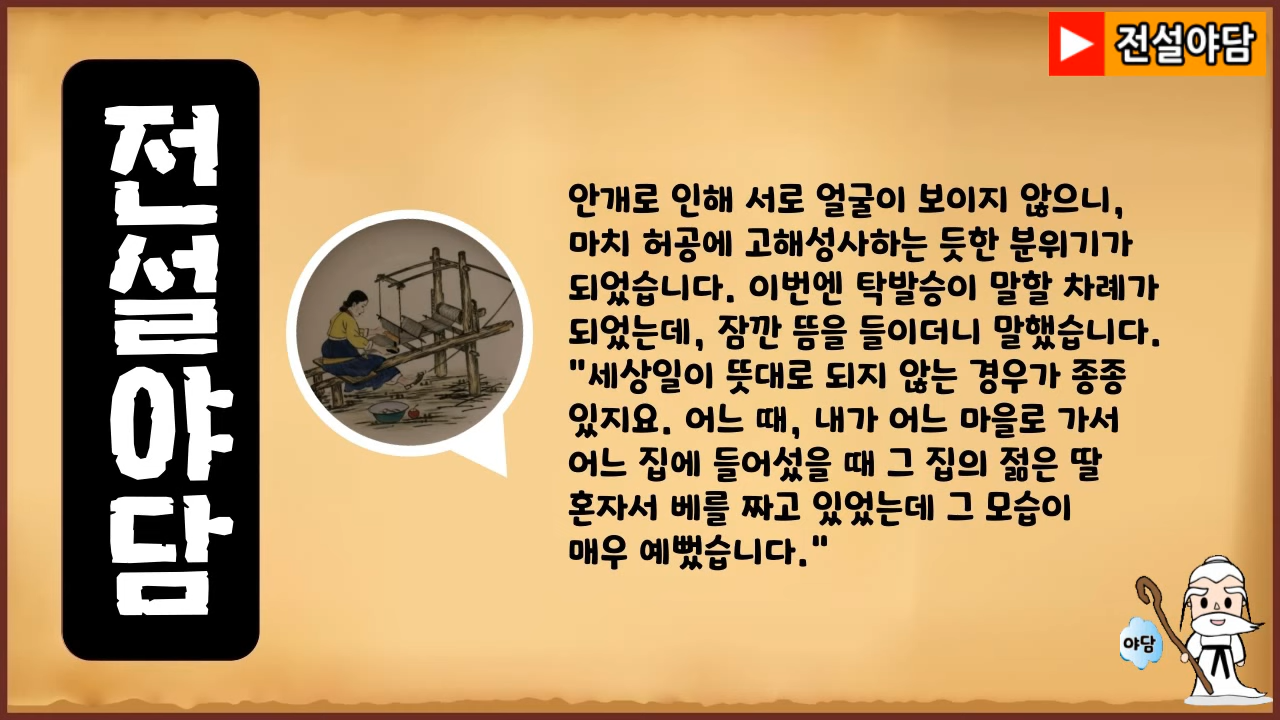 전설야담
전설야담
안개로 인해 서로 얼굴이 보이지 않으니,
마치 허공에 고해성사하는 듯한 분위기가
되었습니다. 이번엔 탁발승이 말할 차례가
되었는데, 잠깐 뜸을 들이더니 말했습니다.
"세상일이 뜻대로 되지 않는 경우가 종종
있지요. 어느 때, 내가 어느 마을로 가서
어느 집에 들어섰을 때 그 집의 젊은 딸
혼자서 베를 짜고 있었는데 그 모습이
매우 예뻤습니다."
야담